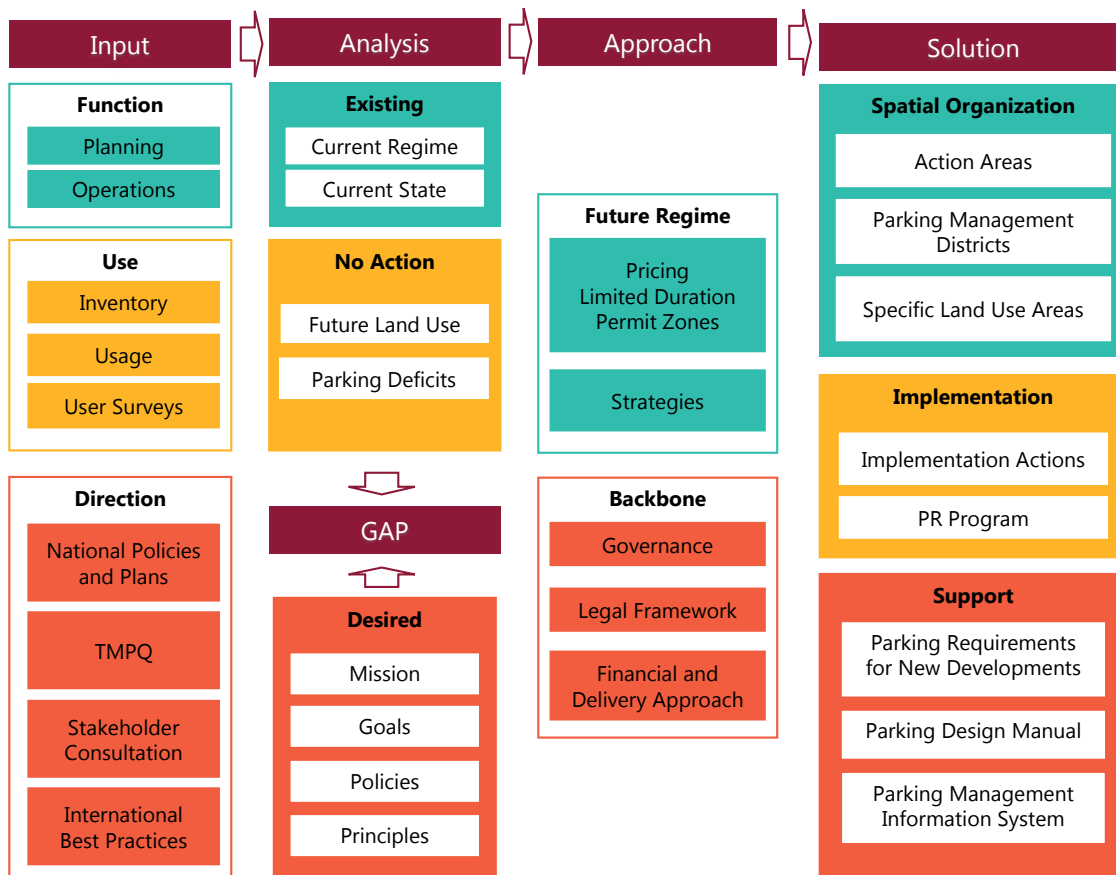 Input
Analysis
Approach
Solution
Function
Planning
Operations
Use
Inventory
Usage
User Surveys
Direction
National Policies
and Plans
TMPQ
Stakeholder
Consultation
International
Best Practices
Existing
Current Regime
Current State
No Action
Future Land Use
Parking Deficits
GAP
Desired
Mission
Goals
Policies
Principles
Future Regime
Pricing
Limited Duration
Permit Zones
Strategies
Backbone
Governance
Legal Framework
Financial and
Delivery Approach
Spatial Organization
Action Areas
Parking Management
Districts
Specific Land Use Areas
Implementation
Implementation Actions
PR Program
Support
Parking Requirements
for New Developments
Parking Design Manual
Parking Management
Information System